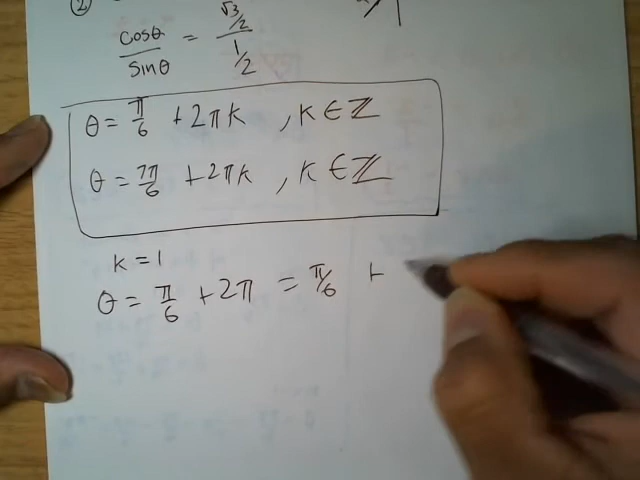 ②
cosθ/sinθ = (√3/2)/(1/2)
θ = π/6 + 2πk , k ∈ ℤ
θ = 7π/6 + 2πk , k ∈ ℤ
k = 1
θ = π/6 + 2π = π/6 +